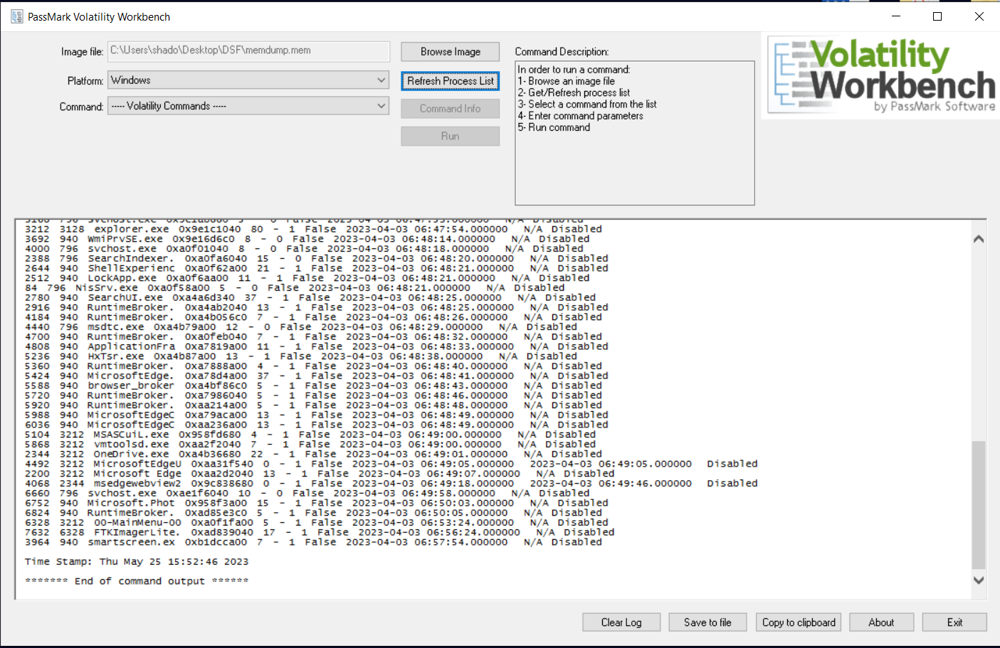 PassMark Volatility Workbench
Image file: C:\Users\shado\Desktop\DSF\memdump.mem
Browse Image
Platform: Windows
Refresh Process List
Command: ----- Volatility Commands -----
Command Info
Run
Command Description:
In order to run a command:
1- Browse an image file
2- Get/Refresh process list
3- Select a command from the list
4- Enter command parameters
5- Run command
Volatility
Workbench
by PassMark Software
3212 3128 explorer.exe 0x9e1c1040 80 - 1 False 2023-04-03 06:47:54.000000 N/A Disabled
3692 940 WmiPrvSE.exe 0x9e16d6c0 8 - 0 False 2023-04-03 06:48:14.000000 N/A Disabled
4000 796 svchost.exe 0xa0f01040 8 - 0 False 2023-04-03 06:48:18.000000 N/A Disabled
2388 796 SearchIndexer. 0xa0fa6040 15 - 0 False 2023-04-03 06:48:20.000000 N/A Disabled
2644 940 ShellExperienc 0xa0f62a00 21 - 1 False 2023-04-03 06:48:21.000000 N/A Disabled
2512 940 LockApp.exe 0xa0f6aa00 11 - 1 False 2023-04-03 06:48:21.000000 N/A Disabled
84 796 NisSrv.exe 0xa0f58a00 5 - 0 False 2023-04-03 06:48:21.000000 N/A Disabled
2780 940 SearchUI.exe 0xa4a6d340 37 - 1 False 2023-04-03 06:48:25.000000 N/A Disabled
2916 940 RuntimeBroker. 0xa4ab2040 13 - 1 False 2023-04-03 06:48:25.000000 N/A Disabled
4184 940 RuntimeBroker. 0xa4b056c0 7 - 1 False 2023-04-03 06:48:26.000000 N/A Disabled
4440 796 msdtc.exe 0xa4b79a00 12 - 0 False 2023-04-03 06:48:29.000000 N/A Disabled
4700 940 RuntimeBroker. 0xa0feb040 7 - 1 False 2023-04-03 06:48:32.000000 N/A Disabled
4808 940 ApplicationFra 0xa7819a00 11 - 1 False 2023-04-03 06:48:33.000000 N/A Disabled
5236 940 HxTsr.exe 0xa4b87a00 13 - 1 False 2023-04-03 06:48:38.000000 N/A Disabled
5360 940 RuntimeBroker. 0xa7888a00 4 - 1 False 2023-04-03 06:48:40.000000 N/A Disabled
5424 940 MicrosoftEdge. 0xa78d4a00 37 - 1 False 2023-04-03 06:48:41.000000 N/A Disabled
5588 940 browser_broker 0xa4bf86c0 5 - 1 False 2023-04-03 06:48:43.000000 N/A Disabled
5720 940 RuntimeBroker. 0xa7986040 5 - 1 False 2023-04-03 06:48:46.000000 N/A Disabled
5920 940 RuntimeBroker. 0xaa214a00 5 - 1 False 2023-04-03 06:48:48.000000 N/A Disabled
5988 940 MicrosoftEdgeC 0xa79aca00 13 - 1 False 2023-04-03 06:48:49.000000 N/A Disabled
6036 940 MicrosoftEdgeC 0xaa236a00 13 - 1 False 2023-04-03 06:48:49.000000 N/A Disabled
5104 3212 MSASCuiL.exe 0x958fd680 4 - 1 False 2023-04-03 06:49:00.000000 N/A Disabled
5868 3212 vmtoolsd.exe 0xaa2f2040 7 - 1 False 2023-04-03 06:49:00.000000 N/A Disabled
2344 3212 OneDrive.exe 0xa4b36680 22 - 1 False 2023-04-03 06:49:01.000000 N/A Disabled
4492 3212 MicrosoftEdgeU 0xaa31f540 0 - 1 False 2023-04-03 06:49:05.000000 2023-04-03 06:49:05.000000 Disabled
2200 3212 Microsoft Edge 0xaa2d2040 13 - 1 False 2023-04-03 06:49:07.000000 N/A Disabled
4068 2344 msedgewebview2 0x9c838680 0 - 1 False 2023-04-03 06:49:18.000000 2023-04-03 06:49:46.000000 Disabled
6660 796 svchost.exe 0xae1f6040 10 - 0 False 2023-04-03 06:49:58.000000 N/A Disabled
6752 940 Microsoft.Phot 0x958f3a00 15 - 1 False 2023-04-03 06:50:03.000000 N/A Disabled
6824 940 RuntimeBroker. 0xad85e3c0 5 - 1 False 2023-04-03 06:50:05.000000 N/A Disabled
6328 3212 00-MainMenu-00 0xa0f1fa00 5 - 1 False 2023-04-03 06:53:24.000000 N/A Disabled
7632 6328 FTKImagerLite. 0xad839040 17 - 1 False 2023-04-03 06:56:24.000000 N/A Disabled
3964 940 smartscreen.ex 0xb1dcca00 7 - 1 False 2023-04-03 06:57:54.000000 N/A Disabled
Time Stamp: Thu May 25 15:52:46 2023
******* End of command output ******
Clear Log
Save to file
Copy to clipboard
About
Exit